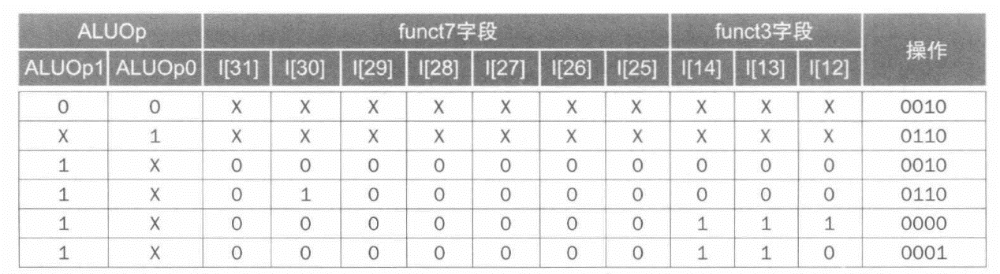 ALUOp funct7字段 funct3字段 操作
ALUOp1 ALUOp0 I[31] I[30] I[29] I[28] I[27] I[26] I[25] I[14] I[13] I[12]
0 0 X X X X X X X X X X 0010
X 1 X X X X X X X X X X 0110
1 X 0 0 0 0 0 0 0 0 0 0 0010
1 X 0 1 0 0 0 0 0 0 0 0 0110
1 X 0 0 0 0 0 0 0 1 1 1 0000
1 X 0 0 0 0 0 0 0 1 1 0 0001